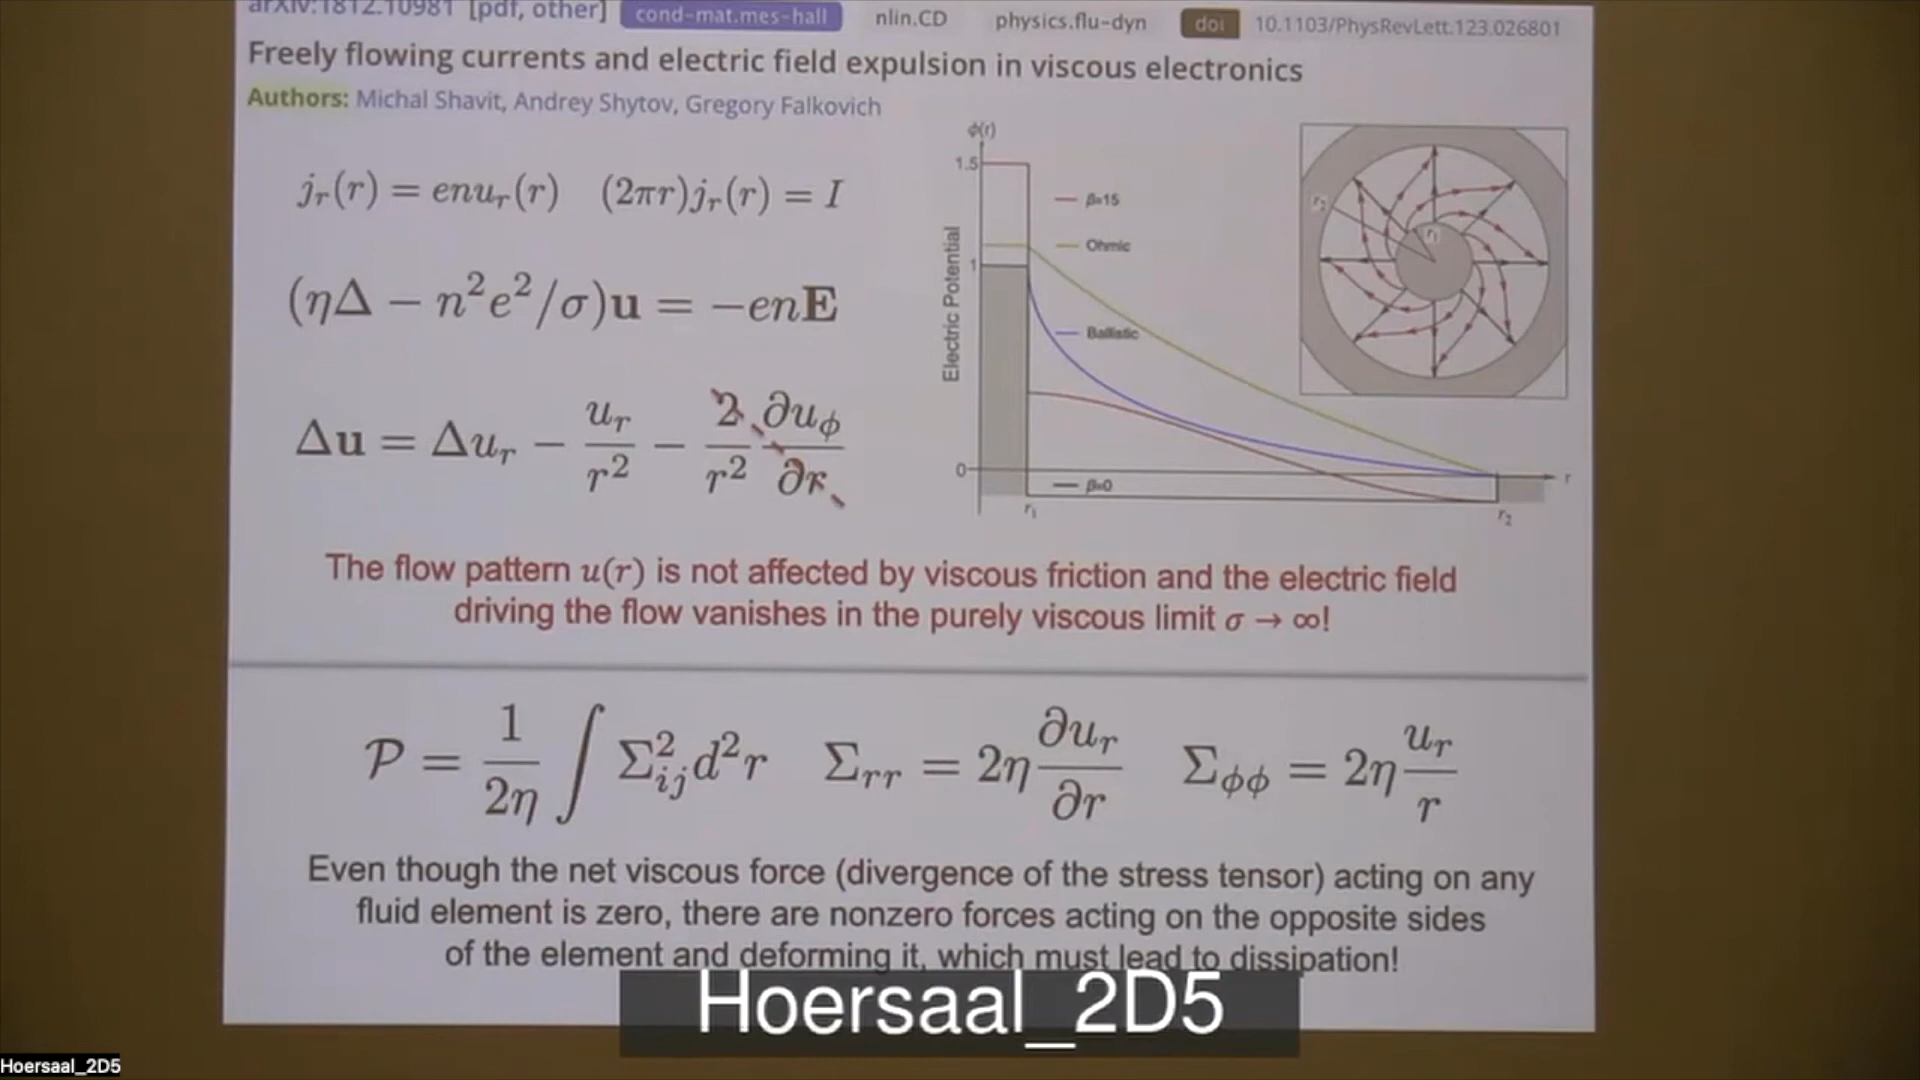 arXiv:1812.10981 [pdf, other] cond-mat.mes-hall nlin.CD physics.flu-dyn doi 10.1103/PhysRevLett.123.026801
Freely flowing currents and electric field expulsion in viscous electronics
Authors: Michal Shavit, Andrey Shytov, Gregory Falkovich
j_r(r) = enu_r(r) (2πr)j_r(r) = I
(ηΔ − n²e²/σ)u = −enE
Δu = Δu_r − u_r/r² − 2/r² ∂u_ϕ/∂r
ϕ(r)
1.5
β=15
Ohmic
1
Electric Potential
Ballistic
0
β=0
r
r₁
r₂
r₂
r₁
The flow pattern u(r) is not affected by viscous friction and the electric field
driving the flow vanishes in the purely viscous limit σ → ∞!
𝒫 = 1/2η ∫ Σ²_ij d²r Σ_rr = 2η ∂u_r/∂r Σ_ϕϕ = 2η u_r/r
Even though the net viscous force (divergence of the stress tensor) acting on any
fluid element is zero, there are nonzero forces acting on the opposite sides
of the element and deforming it, which must lead to dissipation!
Hoersaal_2D5
Hoersaal_2D5